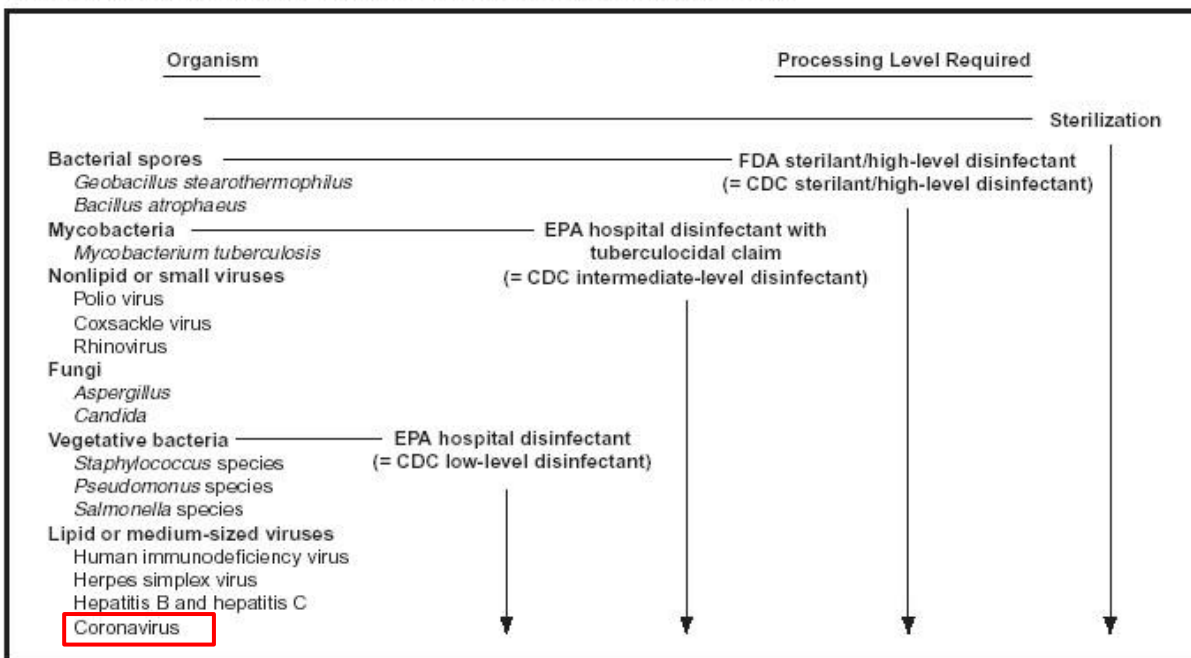 Organism Processing Level Required
Sterilization
Bacterial spores FDA sterilant/high-level disinfectant
Geobacillus stearothermophilus (= CDC sterilant/high-level disinfectant)
Bacillus atrophaeus
Mycobacteria EPA hospital disinfectant with
Mycobacterium tuberculosis tuberculocidal claim
Nonlipid or small viruses (= CDC intermediate-level disinfectant)
Polio virus
Coxsackle virus
Rhinovirus
Fungi
Aspergillus
Candida
Vegetative bacteria EPA hospital disinfectant
Staphylococcus species (= CDC low-level disinfectant)
Pseudomonus species
Salmonella species
Lipid or medium-sized viruses
Human immunodeficiency virus
Herpes simplex virus
Hepatitis B and hepatitis C
Coronavirus